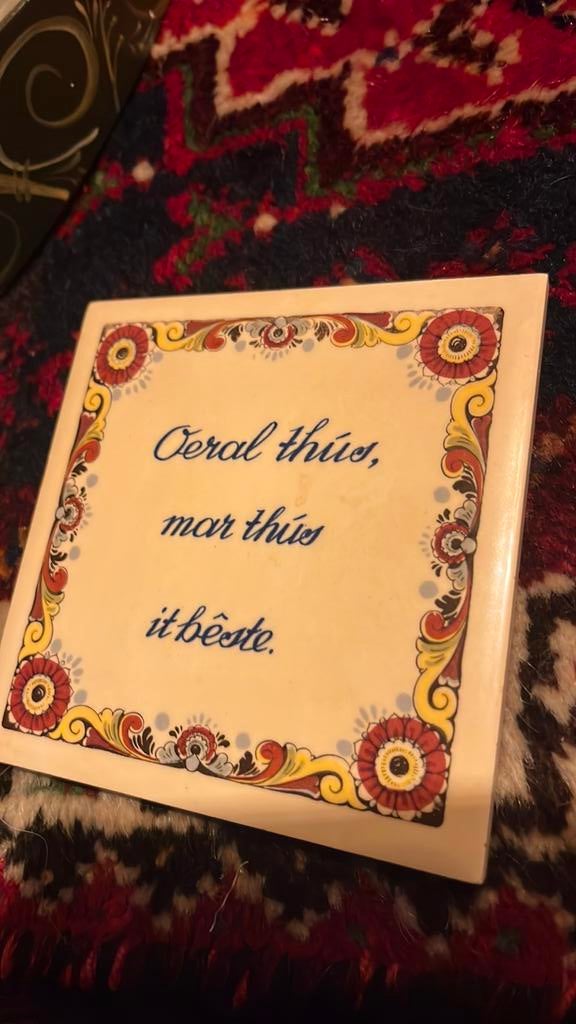 Oeral thús,
mar thús
it bêste.